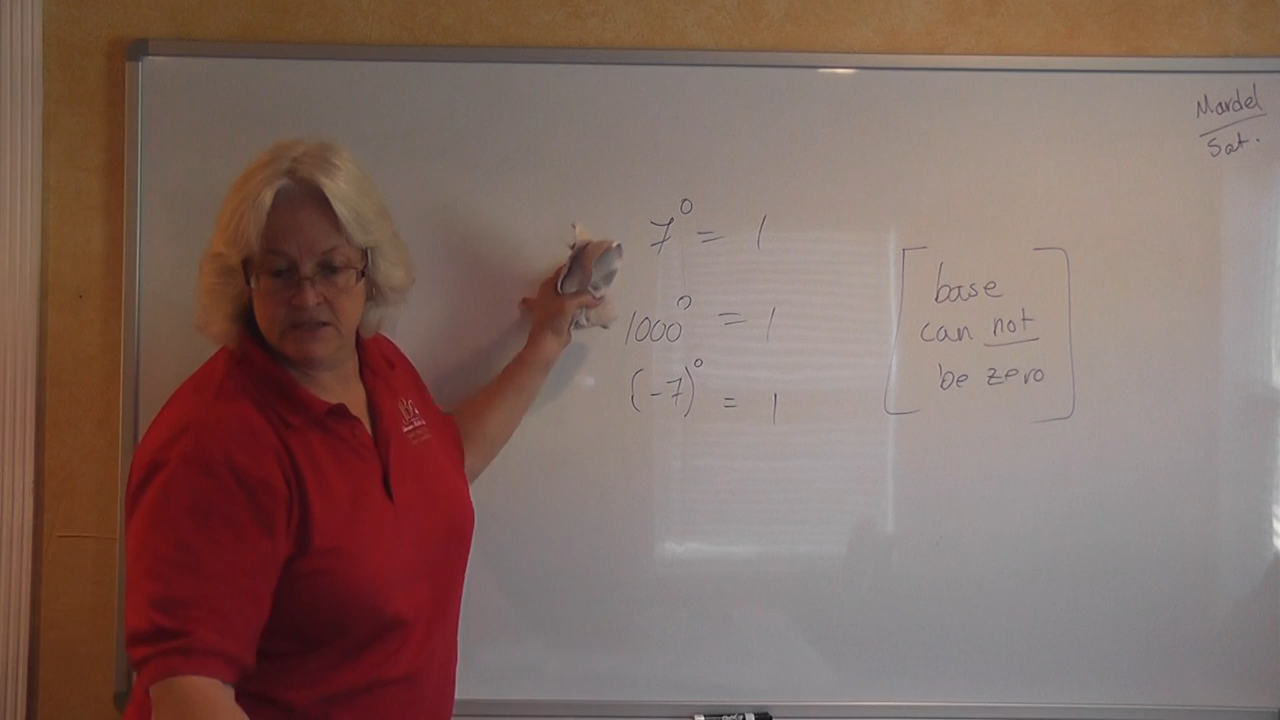 Mardel
Sat.
7⁰ = 1
1000⁰ = 1
(-7)⁰ = 1
base
can not
be zero